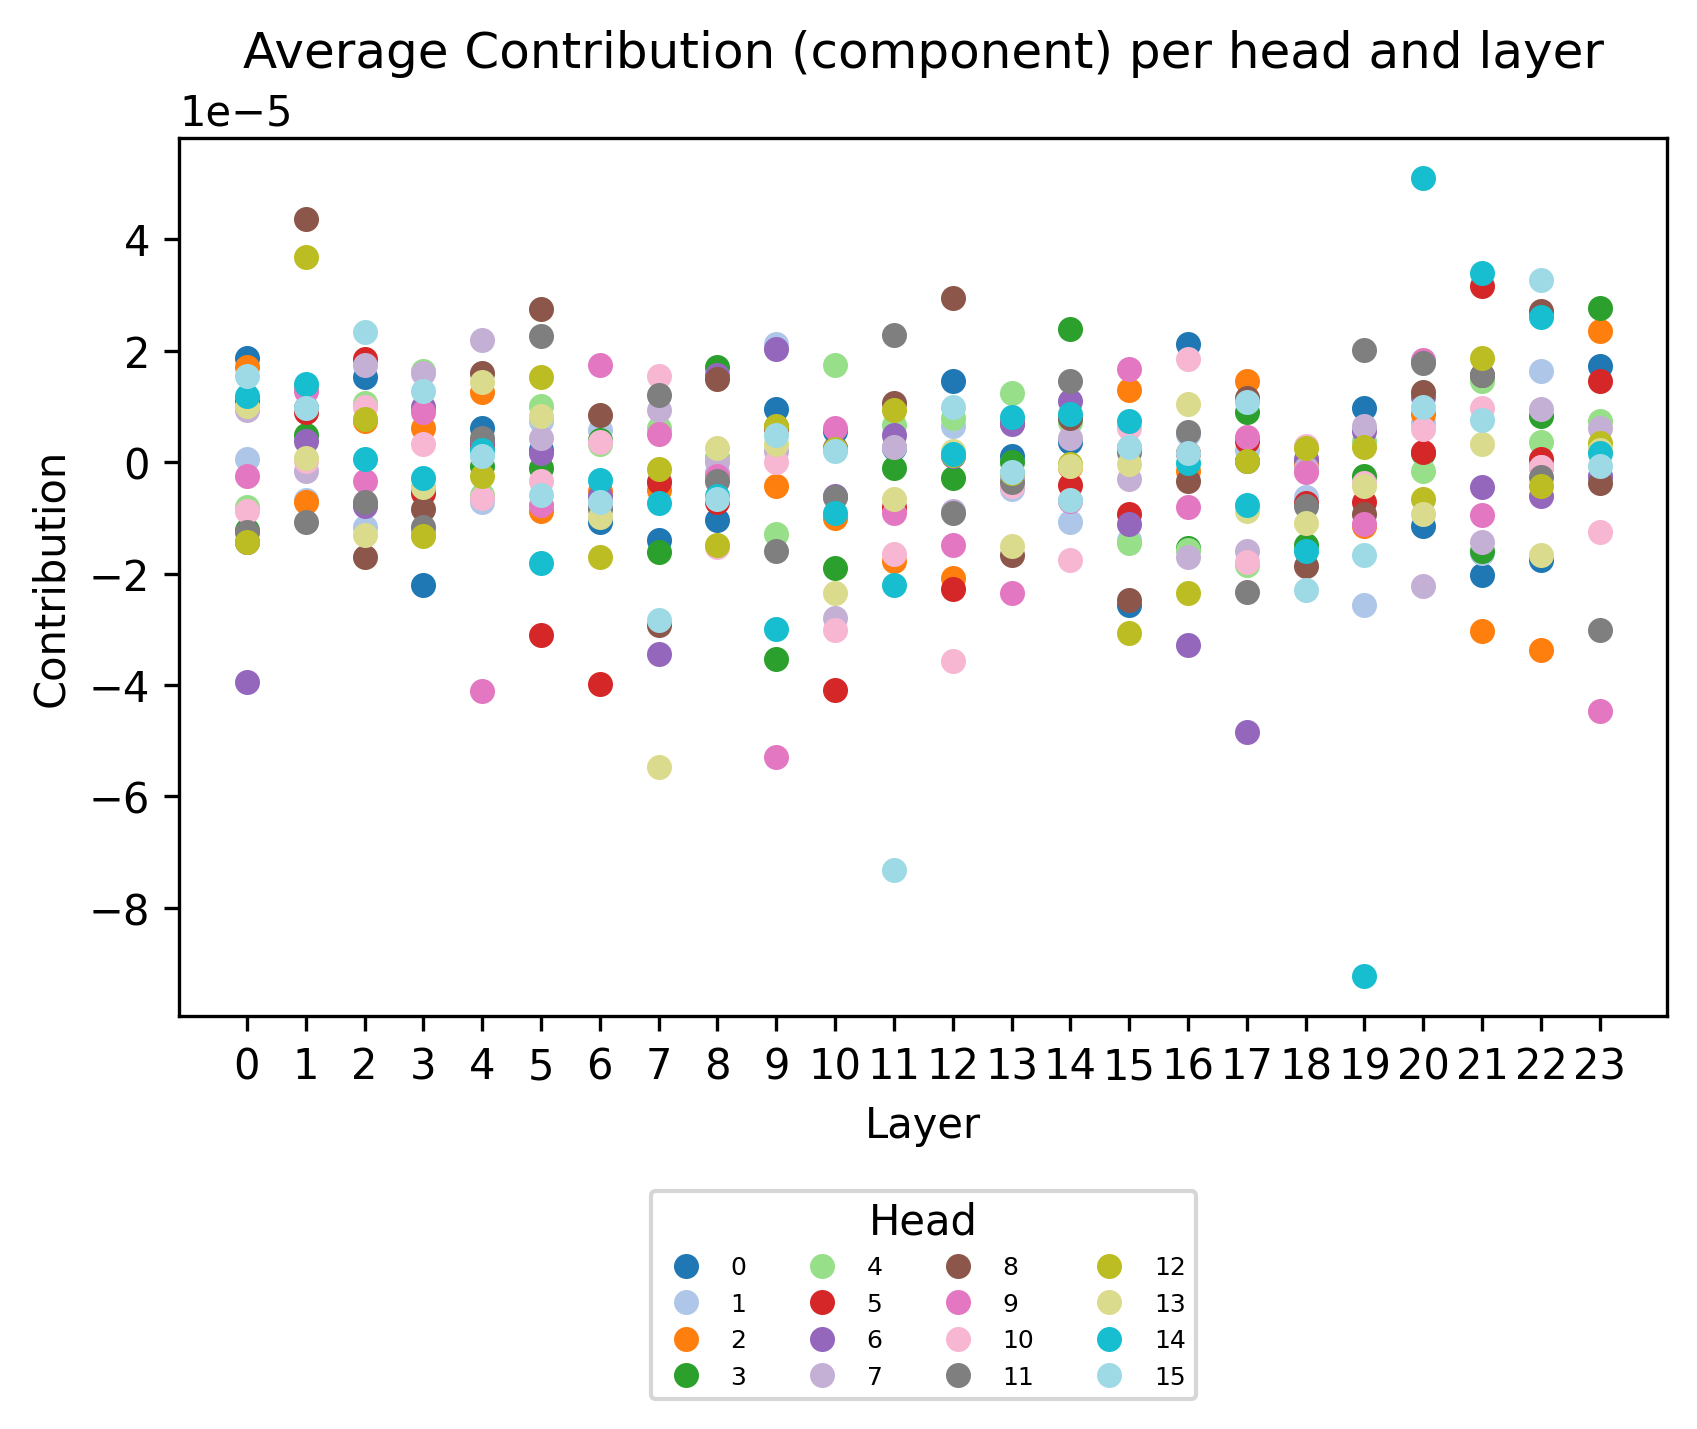 Average Contribution (component) per head and layer
1e−5
4
2
0
−2
−4
−6
−8
Contribution
0 1 2 3 4 5 6 7 8 9 10 11 12 13 14 15 16 17 18 19 20 21 22 23
Layer
Head
0 4 8 12
1 5 9 13
2 6 10 14
3 7 11 15